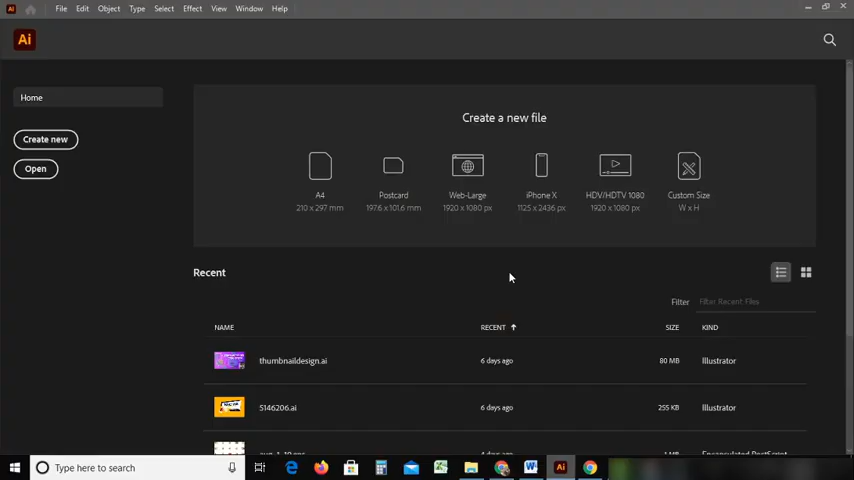 Ai File Edit Object Type Select Effect View Window Help
Ai
Home
Create new
Open
Create a new file
A4
210 x 297 mm
Postcard
197.6 x 101.6 mm
Web-Large
1920 x 1080 px
iPhone X
1125 x 2436 px
HDV/HDTV 1080
1920 x 1080 px
Custom Size
W x H
Recent
Filter Filter Recent Files
NAME RECENT SIZE KIND
thumbnaildesign.ai 6 days ago 80 MB Illustrator
S146206.ai 6 days ago 255 KB Illustrator
Type here to search
Ai